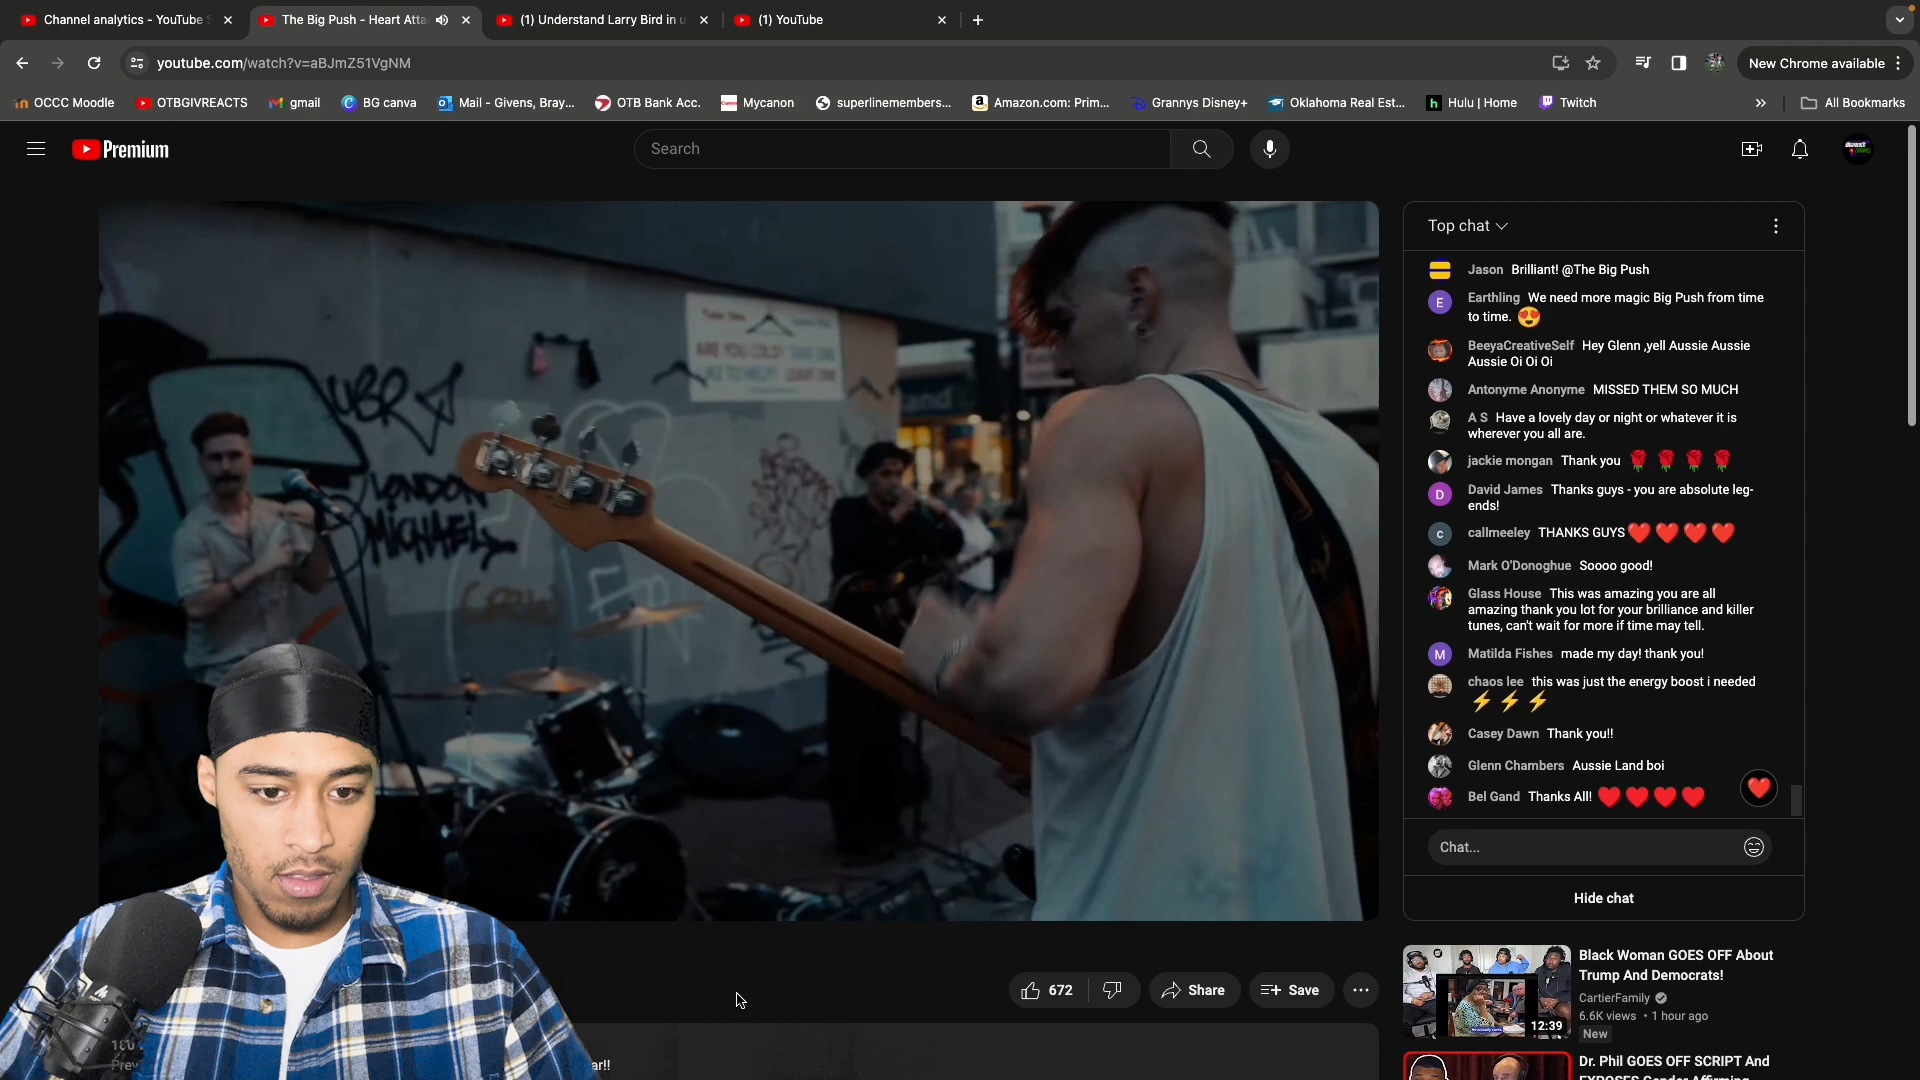 Channel analytics - YouTube S
The Big Push - Heart Atta
(1) Understand Larry Bird in u
(1) YouTube
youtube.com/watch?v=aBJmZ51VgNM
New Chrome available
OCCC Moodle
OTBGIVREACTS
gmail
BG canva
Mail - Givens, Bray...
OTB Bank Acc.
Mycanon
superlinemembers...
Amazon.com: Prim...
Grannys Disney+
Oklahoma Real Est...
Hulu | Home
Twitch
All Bookmarks
Premium
Search
ARE YOU COLD?
LONDON
MICHAELS
Top chat
Jason Brilliant! @The Big Push
Earthling We need more magic Big Push from time
to time. 😍
BeeyaCreativeSelf Hey Glenn ,yell Aussie Aussie
Aussie Oi Oi Oi
Antonyme Anonyme MISSED THEM SO MUCH
A S Have a lovely day or night or whatever it is
wherever you all are.
jackie mongan Thank you 🌹🌹🌹🌹
D
David James Thanks guys - you are absolute leg-
ends!
c
callmeeley THANKS GUYS❤️❤️❤️❤️
Mark O'Donoghue Soooo good!
Glass House This was amazing you are all
amazing thank you lot for your brilliance and killer
tunes, can't wait for more if time may tell.
M
Matilda Fishes made my day! thank you!
chaos lee this was just the energy boost i needed
⚡⚡⚡
Casey Dawn Thank you!!
Glenn Chambers Aussie Land boi
Bel Gand Thanks All! ❤️❤️❤️❤️
Chat...
Hide chat
672
Share
Save
ar!!
Black Woman GOES OFF About
Trump And Democrats!
CartierFamily
6.6K views • 1 hour ago
New
12:39
Dr. Phil GOES OFF SCRIPT And